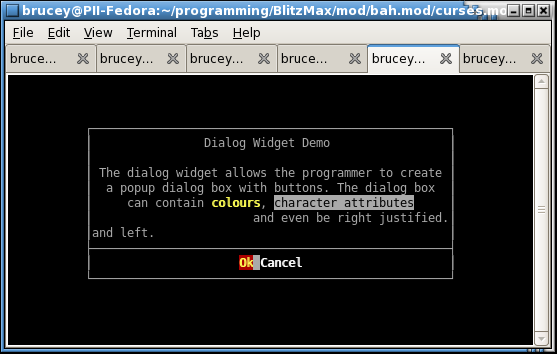 brucey@PII-Fedora:~/programming/BlitzMax/mod/bah.mod/curses.mo
File Edit View Terminal Tabs Help
bruce... brucey... brucey... bruce... brucey... brucey...
Dialog Widget Demo
The dialog widget allows the programmer to create
a popup dialog box with buttons. The dialog box
can contain colours, character attributes
and even be right justified.
and left.
Ok Cancel